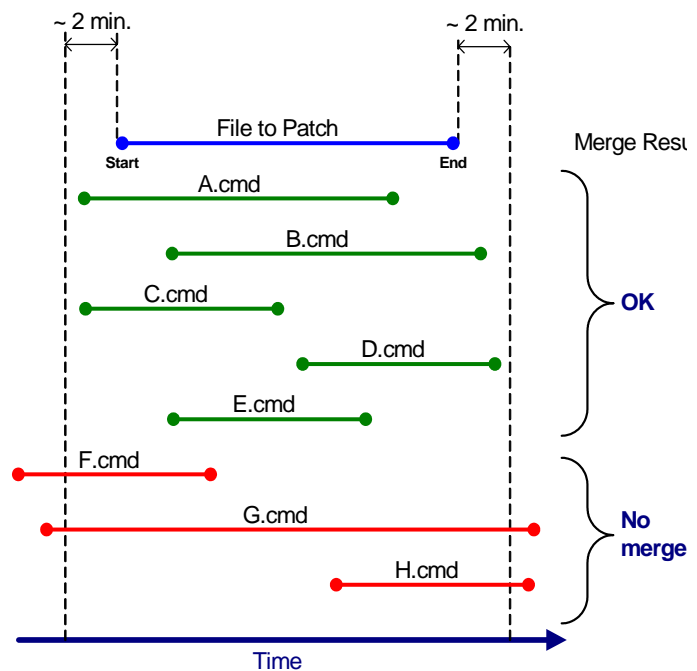 ~ 2 min. ~ 2 min.
File to Patch
Start End
Merge Resu
A.cmd
B.cmd
C.cmd
OK
D.cmd
E.cmd
F.cmd
G.cmd
No
merge
H.cmd
Time